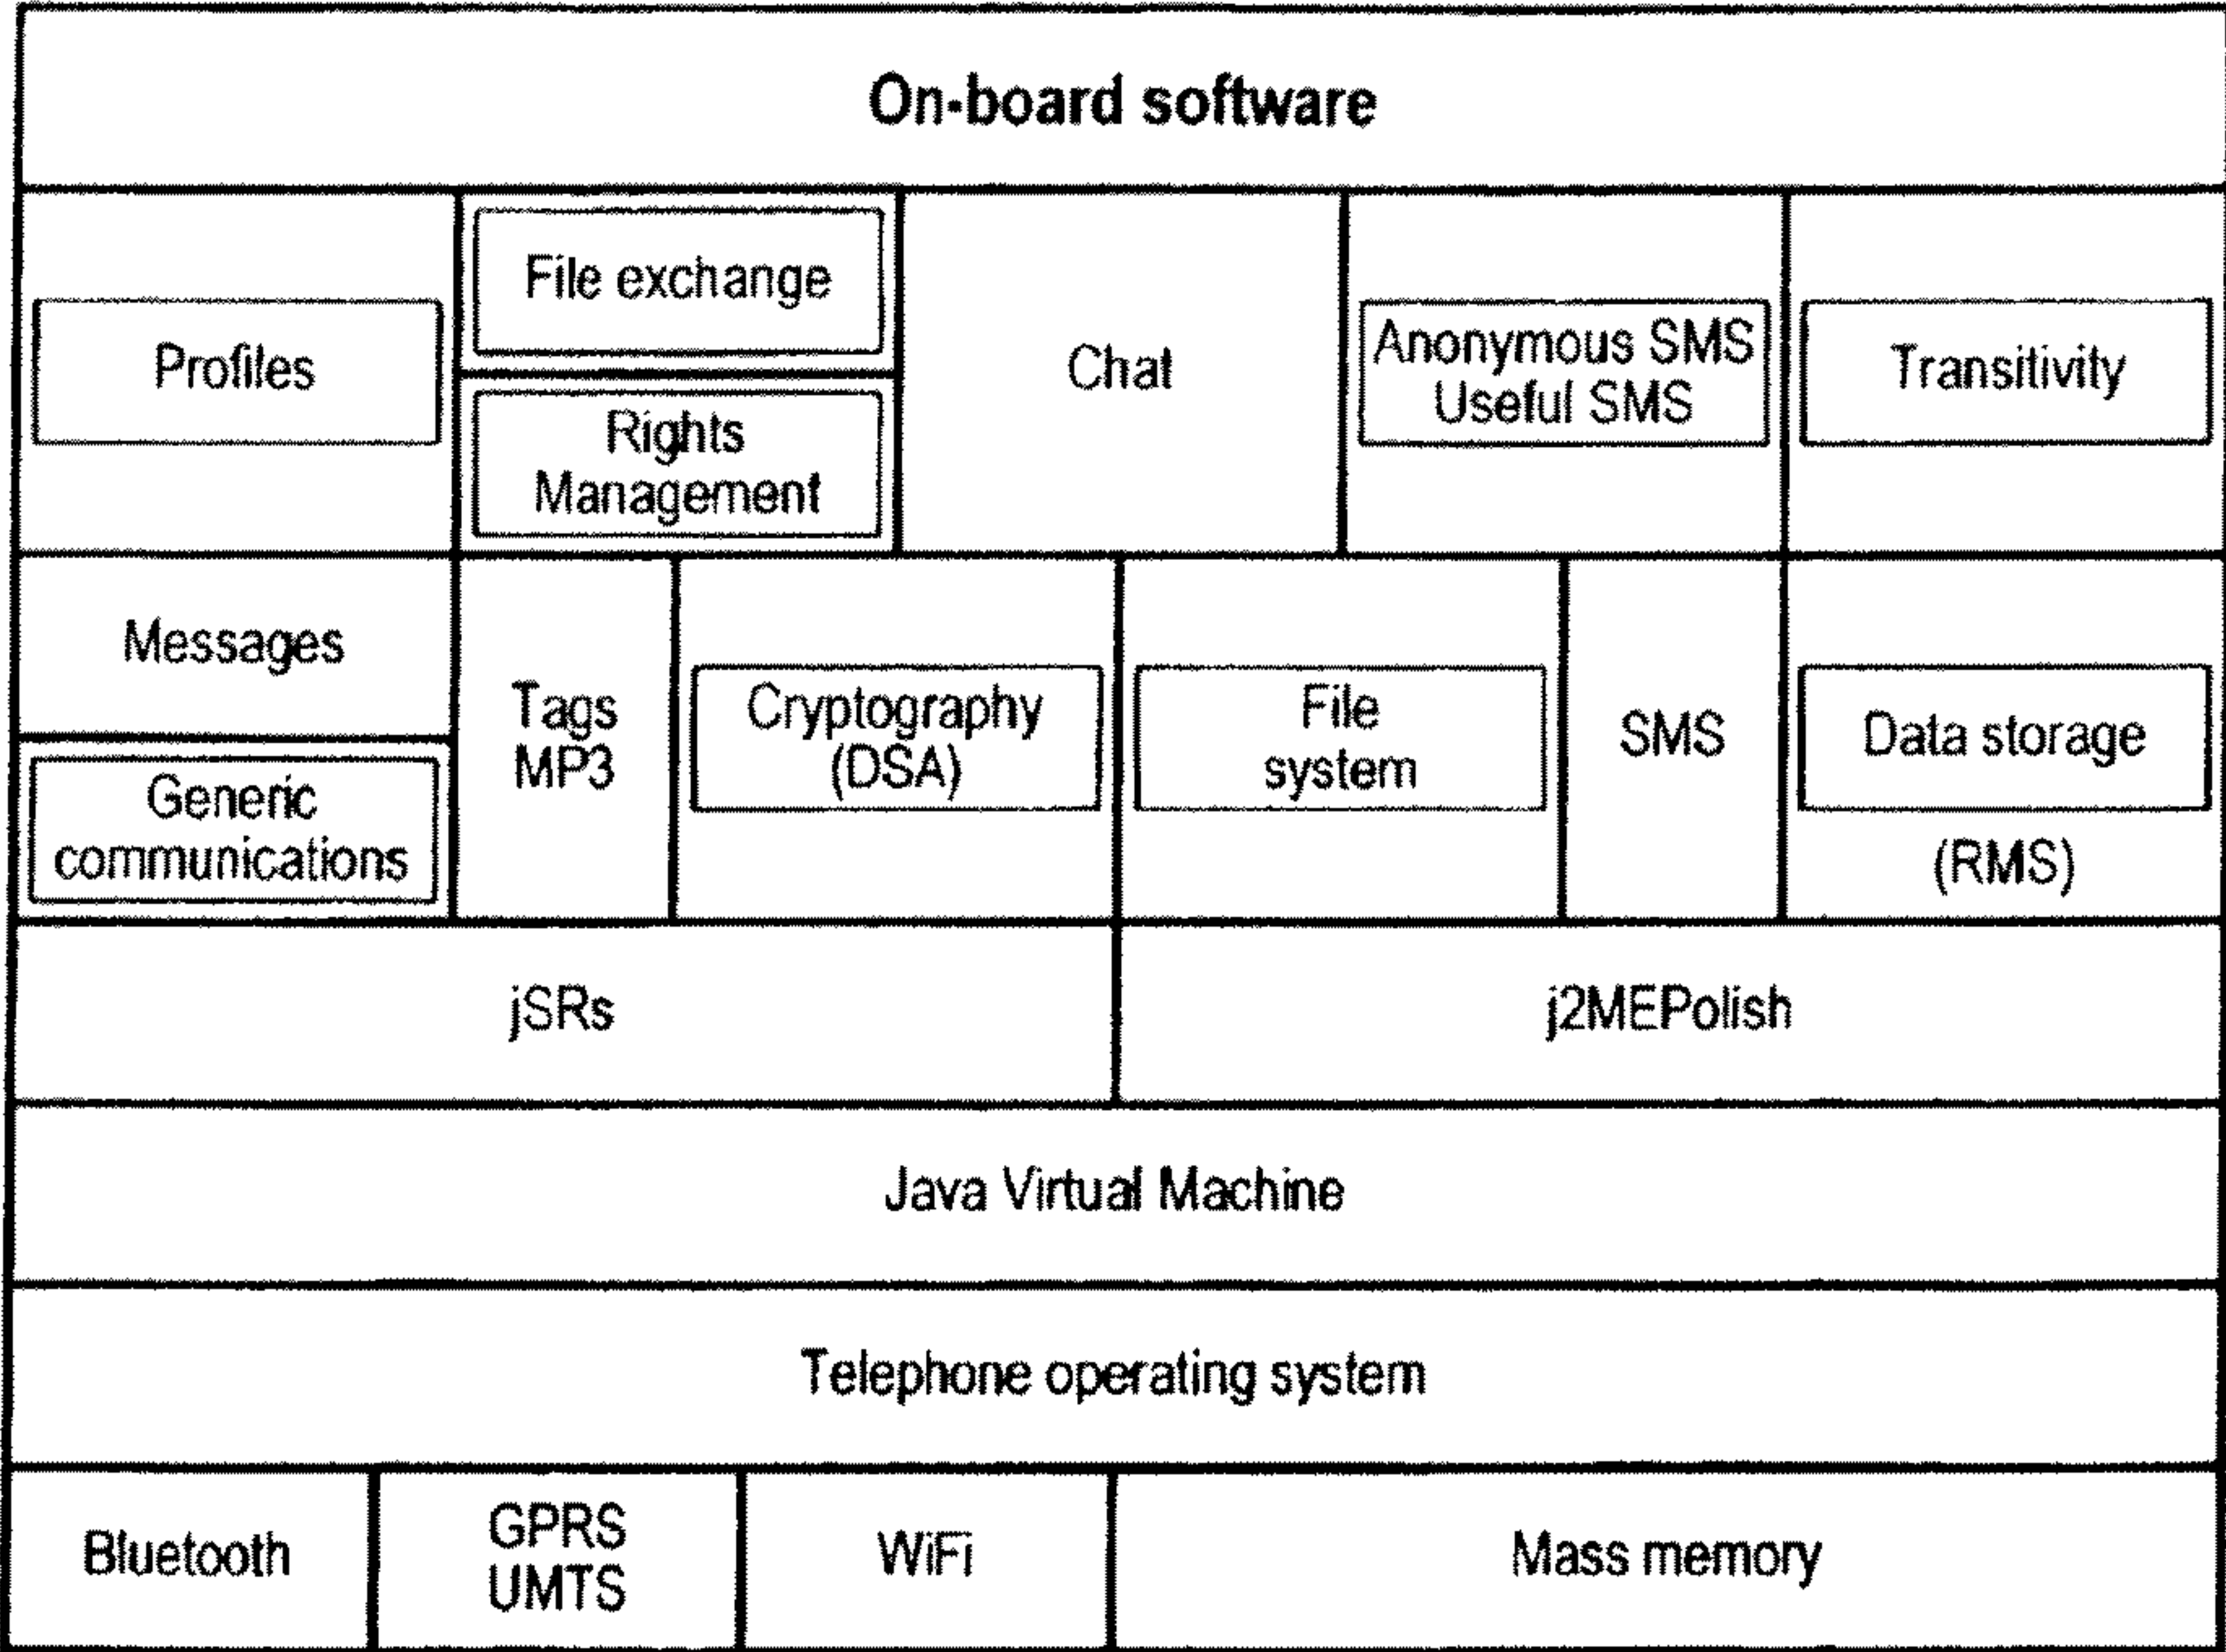 On-board software
Profiles
File exchange
Rights
Management
Chat
Anonymous SMS
Useful SMS
Transitivity
Messages
Generic
communications
Tags
MP3
Cryptography
(DSA)
File
system
SMS
Data storage
(RMS)
jSRs
j2MEPolish
Java Virtual Machine
Telephone operating system
Bluetooth
GPRS
UMTS
WiFi
Mass memory